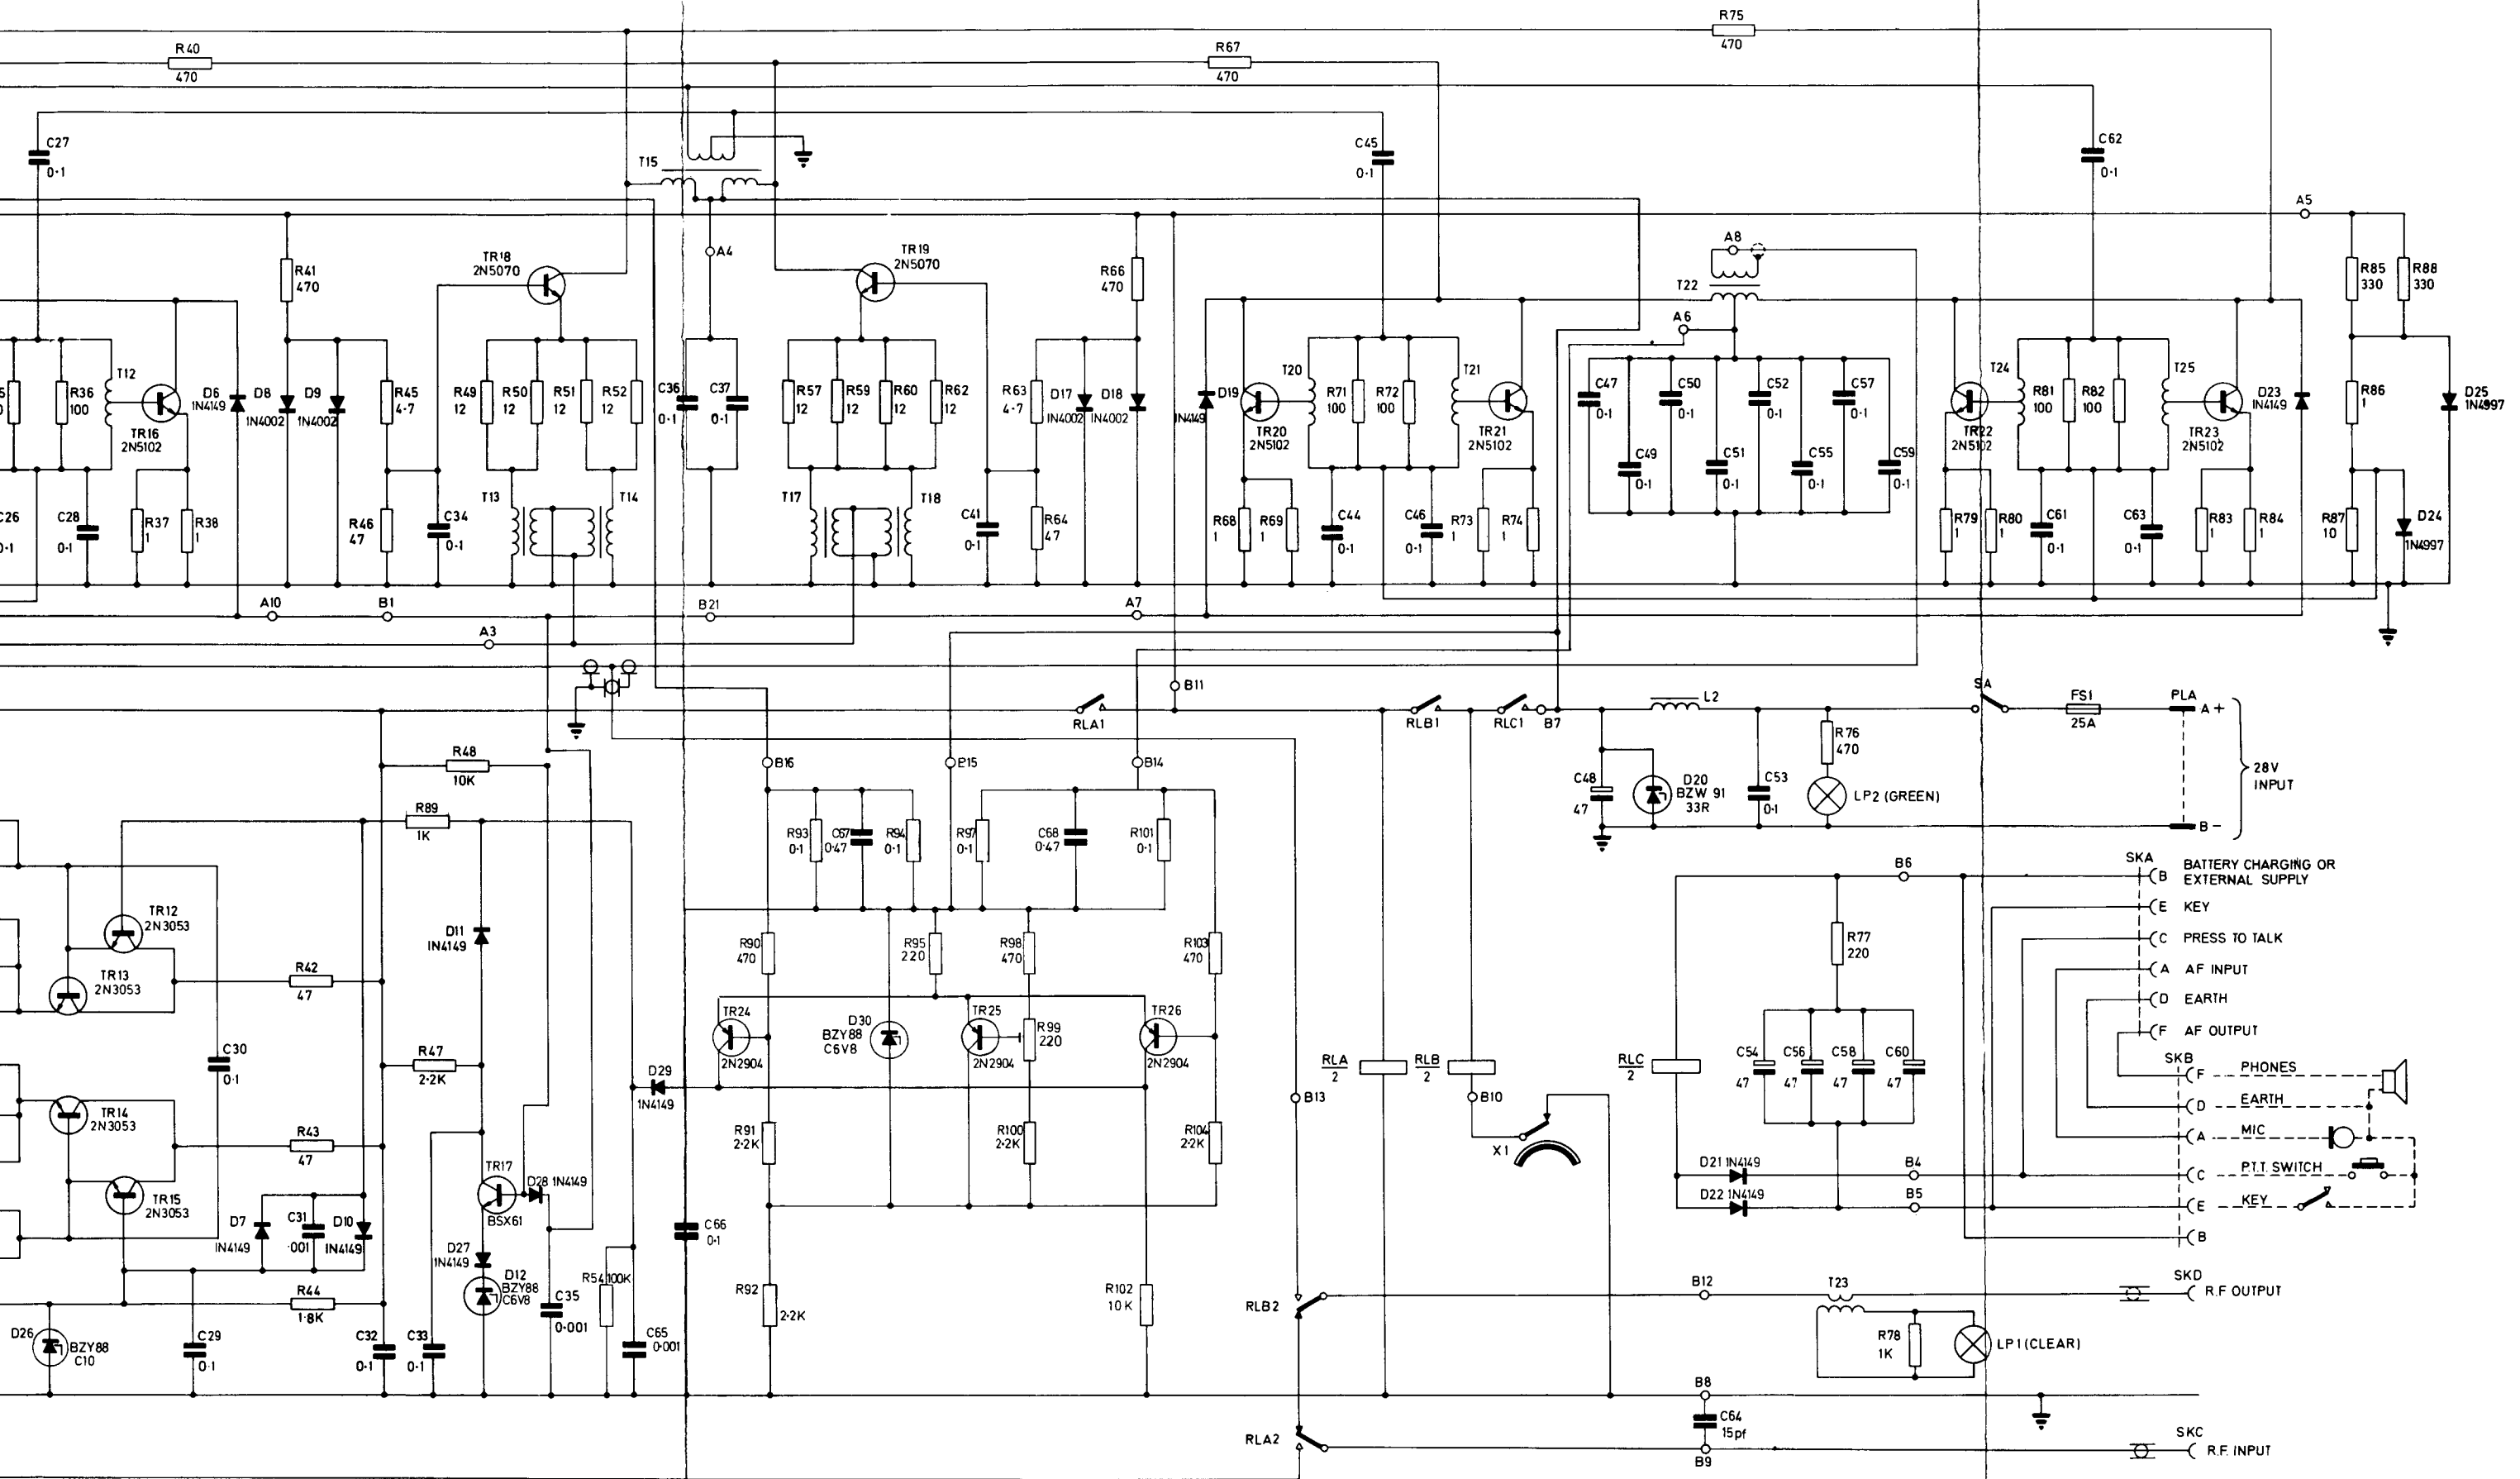 R75
470
R40
470
R67
470
C27
0·1
T15
C45
0·1
C62
0·1
A5
A4
A8
TR18
2N5070
TR19
2N5070
R41
470
R66
470
T22
A6
R85
330
R88
330
R36
100
T12
TR16
2N5102
D6
1N4149
D8
1N4002
D9
1N4002
R45
4·7
R49
12
R50
12
R51
12
R52
12
C36
0·1
C37
0·1
R57
12
R59
12
R60
12
R62
12
R63
4·7
D17
1N4002
D18
1N4002
D19
1N4149
TR20
2N5102
T20
R71
100
R72
100
T21
TR21
2N5102
C47
0·1
C50
0·1
C52
0·1
C57
0·1
C49
0·1
C51
0·1
C55
0·1
C59
0·1
TR22
2N5102
T24
R81
100
R82
100
T25
TR23
2N5102
D23
1N4149
R86
1
D25
1N4997
C26
0·1
C28
0·1
R37
1
R38
1
R46
47
C34
0·1
T13
T14
T17
T18
C41
0·1
R64
47
R68
1
R69
1
C44
0·1
C46
0·1
R73
1
R74
1
R79
1
R80
1
C61
0·1
C63
0·1
R83
1
R84
1
R87
10
D24
1N4997
A10
B1
B21
A7
A3
B11
RLA1
RLB1
RLC1
B7
L2
SA
FS1
25A
PLA
A +
R76
470
C48
47
D20
BZW 91
33R
C53
0·1
LP2 (GREEN)
28V
INPUT
B -
R48
10K
R89
1K
B16
B15
B14
R93
0·1
C67
0·47
R94
0·1
R97
0·1
C68
0·47
R101
0·1
B6
SKA
B
BATTERY CHARGING OR
EXTERNAL SUPPLY
E KEY
C PRESS TO TALK
A AF INPUT
D EARTH
F AF OUTPUT
TR12
2N3053
TR13
2N3053
R42
47
D11
1N4149
R90
470
R95
220
R98
470
R103
470
R77
220
TR24
2N2904
D30
BZY88
C6V8
TR25
2N2904
R99
220
TR26
2N2904
C30
0·1
R47
2·2K
D29
1N4149
RLA
2
RLB
2
RLC
2
C54
47
C56
47
C58
47
C60
47
SKB
F PHONES
D EARTH
A MIC
C P.T.T. SWITCH
E KEY
B
B13
B10
X1
TR14
2N3053
R43
47
TR15
2N3053
R91
2·2K
R100
2·2K
R104
2·2K
D21 1N4149
B4
D22 1N4149
B5
TR17
BSX61
D28 1N4149
D7
1N4149
C31
·001
D10
1N4149
D27
1N4149
D12
BZY88
C6V8
C66
0·1
R44
1·8K
C35
0·001
R54 100K
R92
2·2K
R102
10 K
RLB2
B12
T23
SKD
R.F OUTPUT
D26
BZY88
C10
C29
0·1
C32
0·1
C33
0·1
C65
0·001
R78
1K
LP1 (CLEAR)
B8
C64
15pf
RLA2
B9
SKC
R.F. INPUT